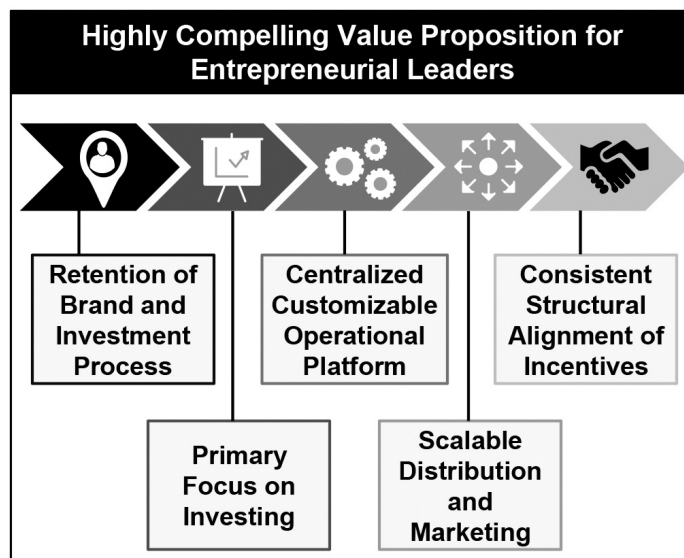 Highly Compelling Value Proposition for
Entrepreneurial Leaders
Retention of
Brand and
Investment
Process
Primary
Focus on
Investing
Centralized
Customizable
Operational
Platform
Scalable
Distribution
and
Marketing
Consistent
Structural
Alignment of
Incentives